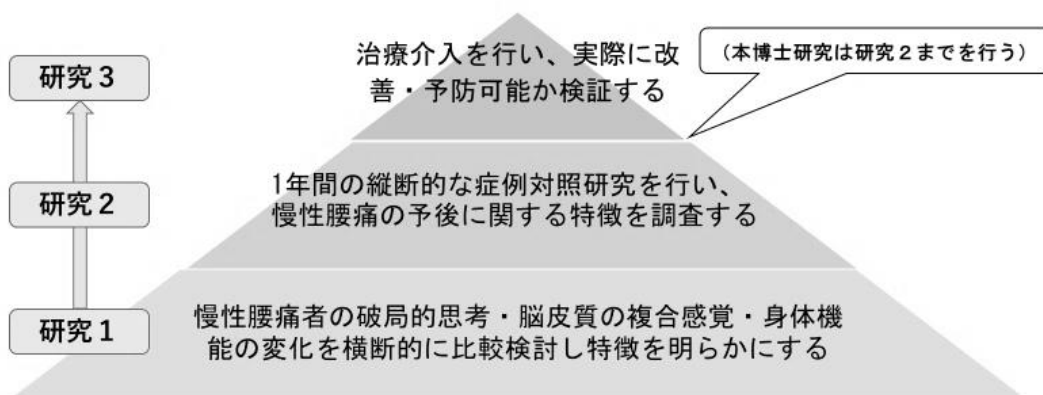 治療介入を行い、実際に改
善・予防可能か検証する
(本博士研究は研究2までを行う)
研究3
1年間の縦断的な症例対照研究を行い、
慢性腰痛の予後に関する特徴を調査する
研究2
慢性腰痛者の破局的思考・脳皮質の複合感覚・身体機
能の変化を横断的に比較検討し特徴を明らかにする
研究1